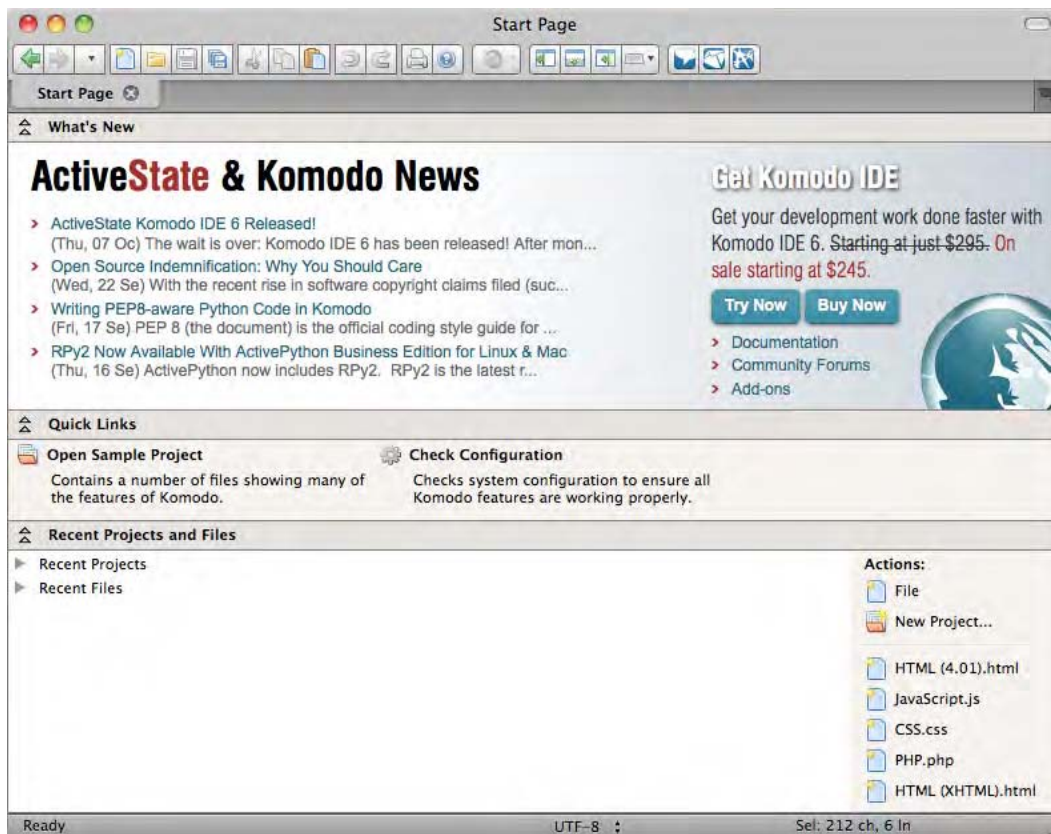 Start Page
Start Page
What's New
ActiveState & Komodo News
ActiveState Komodo IDE 6 Released!
(Thu, 07 Oc) The wait is over: Komodo IDE 6 has been released! After mon...
Open Source Indemnification: Why You Should Care
(Wed, 22 Se) With the recent rise in software copyright claims filed (suc...
Writing PEP8-aware Python Code in Komodo
(Fri, 17 Se) PEP 8 (the document) is the official coding style guide for ...
RPy2 Now Available With ActivePython Business Edition for Linux & Mac
(Thu, 16 Se) ActivePython now includes RPy2. RPy2 is the latest r...
Get Komodo IDE
Get your development work done faster with
Komodo IDE 6. Starting at just $295. On
sale starting at $245.
Try Now Buy Now
Documentation
Community Forums
Add-ons
Quick Links
Open Sample Project
Contains a number of files showing many of
the features of Komodo.
Check Configuration
Checks system configuration to ensure all
Komodo features are working properly.
Recent Projects and Files
Recent Projects
Recent Files
Actions:
File
New Project...
HTML (4.01).html
JavaScript.js
CSS.css
PHP.php
HTML (XHTML).html
Ready UTF-8 Sel: 212 ch, 6 ln